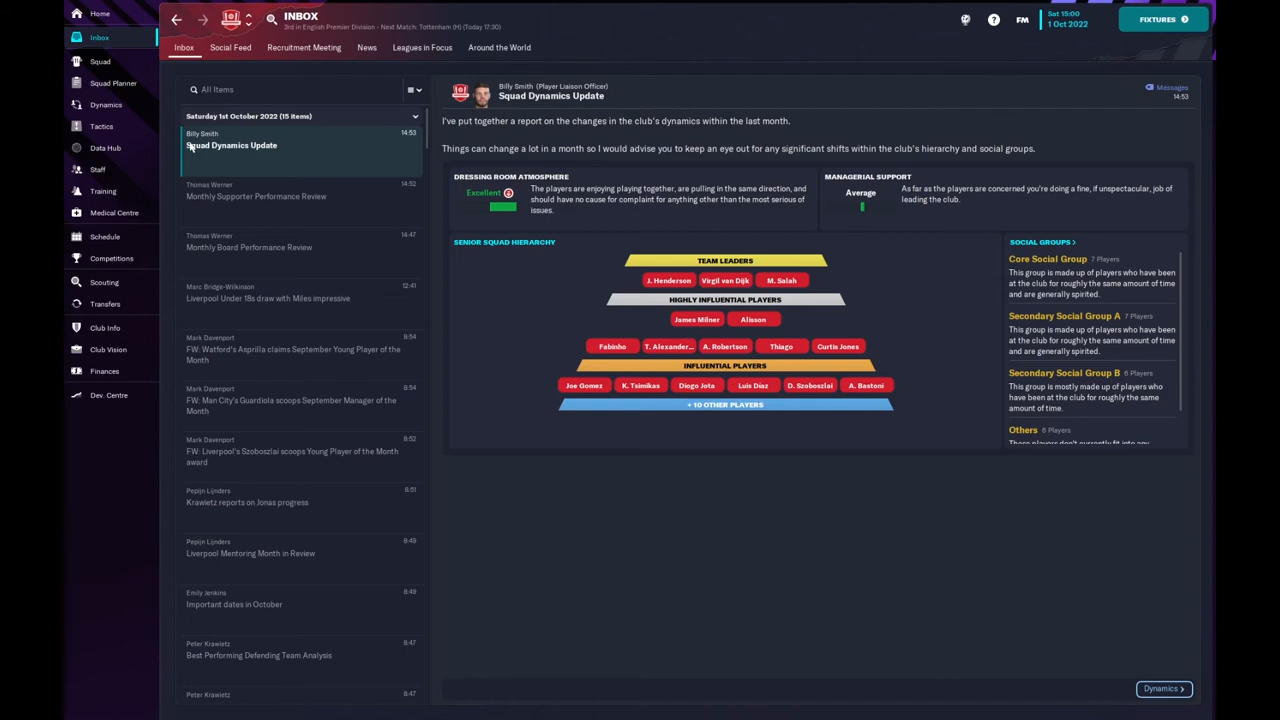 Home
Inbox
Squad
Squad Planner
Dynamics
Tactics
Data Hub
Staff
Training
Medical Centre
Schedule
Competitions
Scouting
Transfers
Club Info
Club Vision
Finances
Dev. Centre
INBOX
3rd in English Premier Division - Next Match: Tottenham (H) (Today 17:30)
FM
Sat 15:00
1 Oct 2022
FIXTURES
Inbox
Social Feed
Recruitment Meeting
News
Leagues in Focus
Around the World
All Items
Saturday 1st October 2022 (15 items)
Billy Smith 14:53
Squad Dynamics Update
Thomas Werner 14:52
Monthly Supporter Performance Review
Thomas Werner 14:47
Monthly Board Performance Review
Marc Bridge-Wilkinson 12:41
Liverpool Under 18s draw with Miles impressive
Mark Davenport 8:54
FW: Watford's Asprilla claims September Young Player of the
Month
Mark Davenport 8:54
FW: Man City's Guardiola scoops September Manager of the
Month
Mark Davenport 8:52
FW: Liverpool's Szoboszlai scoops Young Player of the Month
award
Pepijn Lijnders 8:51
Krawietz reports on Jonas progress
Pepijn Lijnders 8:49
Liverpool Mentoring Month in Review
Emily Jenkins 8:49
Important dates in October
Peter Krawietz 8:47
Best Performing Defending Team Analysis
Peter Krawietz 8:47
Billy Smith (Player Liaison Officer)
Squad Dynamics Update
Messages
14:53
I've put together a report on the changes in the club's dynamics within the last month.
Things can change a lot in a month so I would advise you to keep an eye out for any significant shifts within the club's hierarchy and social groups.
DRESSING ROOM ATMOSPHERE
Excellent
The players are enjoying playing together, are pulling in the same direction, and
should have no cause for complaint for anything other than the most serious of
issues.
MANAGERIAL SUPPORT
Average
As far as the players are concerned you're doing a fine, if unspectacular, job of
leading the club.
SENIOR SQUAD HIERARCHY
TEAM LEADERS
J. Henderson Virgil van Dijk M. Salah
HIGHLY INFLUENTIAL PLAYERS
James Milner Alisson
Fabinho T. Alexander... A. Robertson Thiago Curtis Jones
INFLUENTIAL PLAYERS
Joe Gomez K. Tsimikas Diogo Jota Luis Díaz D. Szoboszlai A. Bastoni
+ 10 OTHER PLAYERS
SOCIAL GROUPS >
Core Social Group 7 Players
This group is made up of players who have been
at the club for roughly the same amount of time
and are generally spirited.
Secondary Social Group A 7 Players
This group is made up of players who have been
at the club for roughly the same amount of time
and are generally spirited.
Secondary Social Group B 6 Players
This group is mostly made up of players who
have been at the club for roughly the same
amount of time.
Others 6 Players
These players don't currently fit into any
Dynamics >